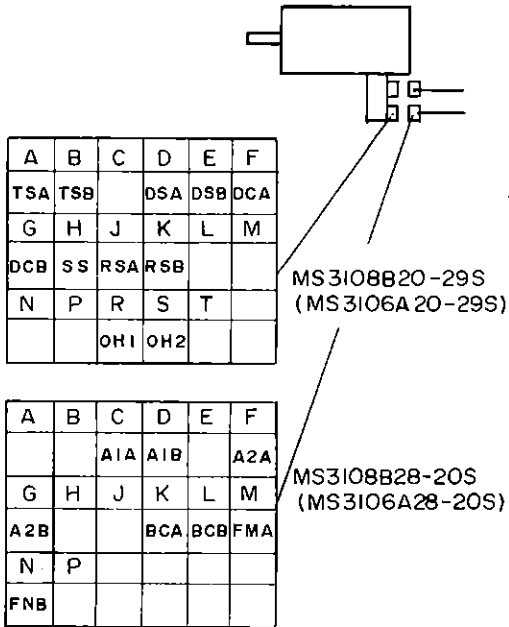 A B C D E F
TSA TSB DSA DSB DCA
G H J K L M
DCB SS RSA RSB
N P R S T
OH1 OH2
MS3108B20-29S
(MS3106A20-29S)
A B C D E F
A1A A1B A2A
G H J K L M
A2B BCA BCB FMA
N P
FNB
MS3108B28-20S
(MS3106A28-20S)